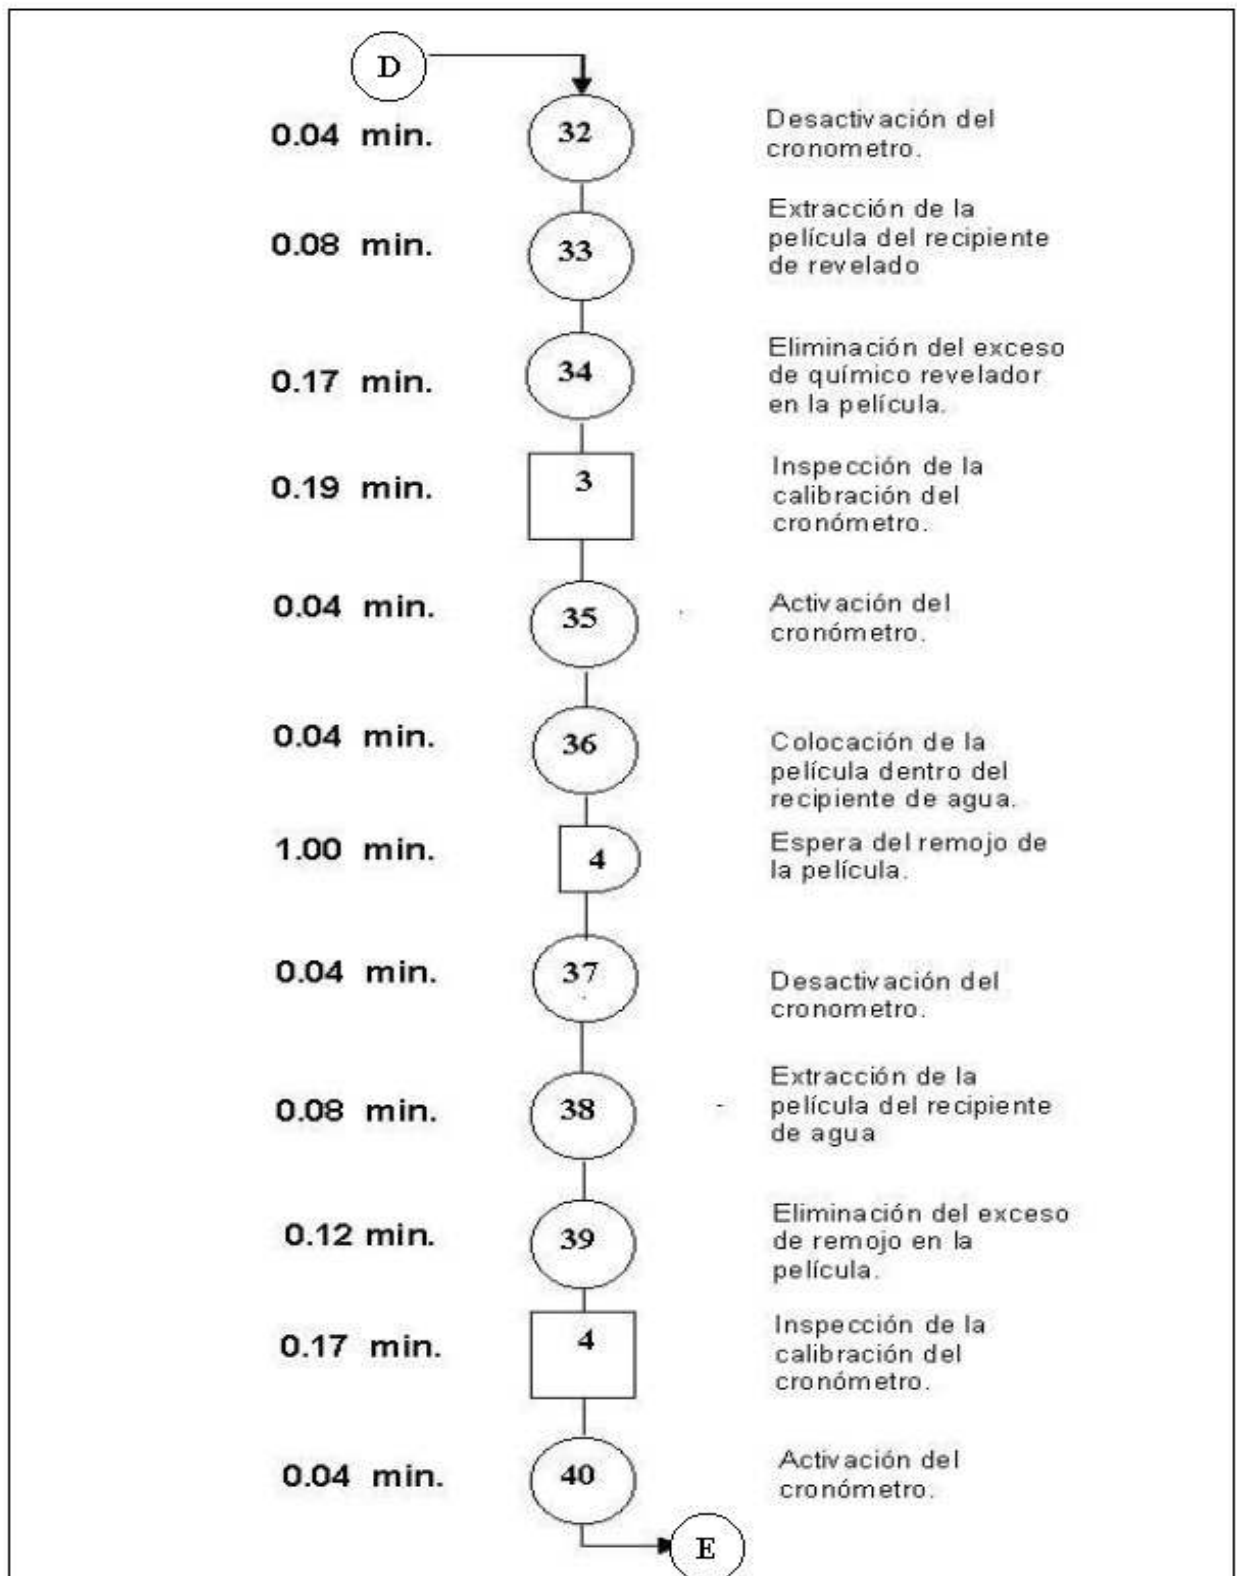 D
0.04 min.
32
Desactivación del
cronometro.
0.08 min.
33
Extracción de la
película del recipiente
de revelado
0.17 min.
34
Eliminación del exceso
de químico revelador
en la película.
0.19 min.
3
Inspección de la
calibración del
cronómetro.
0.04 min.
35
Activación del
cronómetro.
0.04 min.
36
Colocación de la
película dentro del
recipiente de agua.
1.00 min.
4
Espera del remojo de
la película.
0.04 min.
37
Desactivación del
cronometro.
0.08 min.
38
Extracción de la
película del recipiente
de agua
0.12 min.
39
Eliminación del exceso
de remojo en la
película.
0.17 min.
4
Inspección de la
calibración del
cronómetro.
0.04 min.
40
Activación del
cronómetro.
E